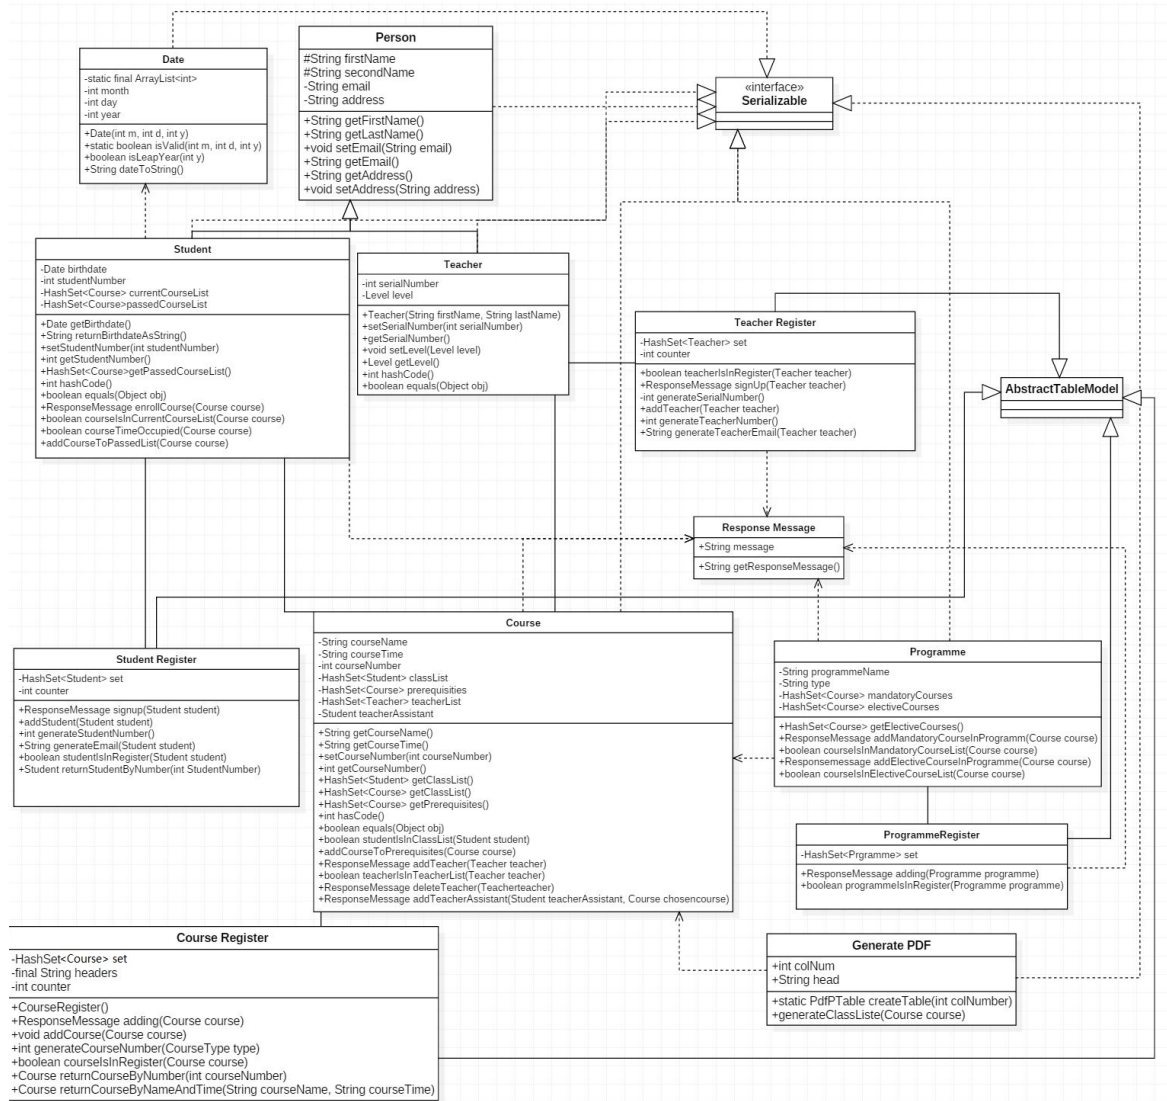 Date
-static final ArrayList<int>
-int month
-int day
-int year
+Date(int m, int d, int y)
+static boolean isValid(int m, int d, int y)
+boolean isLeapYear(int y)
+String dateToString()
Person
#String firstName
#String secondName
-String email
-String address
+String getFirstName()
+String getLastName()
+void setEmail(String email)
+String getEmail()
+String getAddress()
+void setAddress(String address)
«interface»
Serializable
Student
-Date birthdate
-int studentNumber
-HashSet<Course> currentCourseList
-HashSet<Course>passedCourseList
+Date getBirthdate()
+String returnBirthdateAsString()
+setStudentNumber(int studentNumber)
+int getStudentNumber()
+HashSet<Course>getPassedCourseList()
+int hashCode()
+boolean equals(Object obj)
+ResponseMessage enrollCourse(Course course)
+boolean courseIsInCurrentCourseList(Course course)
+boolean courseTimeOccupied(Course course)
+addCourseToPassedList(Course course)
Teacher
-int serialNumber
-Level level
+Teacher(String firstName, String lastName)
+setSerialNumber(int serialNumber)
+getSerialNumber()
+void setLevel(Level level)
+Level getLevel()
+int hashCode()
+boolean equals(Object obj)
Teacher Register
-HashSet<Teacher> set
-int counter
+boolean teacherIsInRegister(Teacher teacher)
+ResponseMessage signUp(Teacher teacher)
-int generateSerialNumber()
+addTeacher(Teacher teacher)
+int generateTeacherNumber()
+String generateTeacherEmail(Teacher teacher)
AbstractTableModel
Response Message
+String message
+String getResponseMessage()
Student Register
-HashSet<Student> set
-int counter
+ResponseMessage signup(Student student)
+addStudent(Student student)
+int generateStudentNumber()
+String generateEmail(Student student)
+boolean studentIsInRegister(Student student)
+Student returnStudentByNumber(int StudentNumber)
Course
-String courseName
-String courseTime
-int courseNumber
-HashSet<Student> classList
-HashSet<Course> prerequisities
-HashSet<Teacher> teacherList
-Student teacherAssistant
+String getCourseName()
+String getCourseTime()
+setCourseNumber(int courseNumber)
+int getCourseNumber()
+HashSet<Student> getClassList()
+HashSet<Course> getClassList()
+HashSet<Course> getPrerequisites()
+int hasCode()
+boolean equals(Object obj)
+boolean studentIsInClassList(Student student)
+addCourseToPrerequisites(Course course)
+ResponseMessage addTeacher(Teacher teacher)
+boolean teacherIsInTeacherList(Teacher teacher)
+ResponseMessage deleteTeacher(Teacherteacher)
+ResponseMessage addTeacherAssistant(Student teacherAssistant, Course chosencourse)
Programme
-String programmeName
-String type
-HashSet<Course> mandatoryCourses
-HashSet<Course> electiveCourses
+HashSet<Course> getElectiveCourses()
+ResponseMessage addMandatoryCourseInProgramm(Course course)
+boolean courseIsInMandatoryCourseList(Course course)
+Responsemessage addElectiveCourseInProgramme(Course course)
+boolean courseIsInElectiveCourseList(Course course)
ProgrammeRegister
-HashSet<Prgramme> set
+ResponseMessage adding(Programme programme)
+boolean programmeIsInRegister(Programme programme)
Course Register
-HashSet<Course> set
-final String headers
-int counter
+CourseRegister()
+ResponseMessage adding(Course course)
+void addCourse(Course course)
+int generateCourseNumber(CourseType type)
+boolean courseIsInRegister(Course course)
+Course returnCourseByNumber(int courseNumber)
+Course returnCourseByNameAndTime(String courseName, String courseTime)
Generate PDF
+int colNum
+String head
+static PdfPTable createTable(int colNumber)
+generateClassListe(Course course)